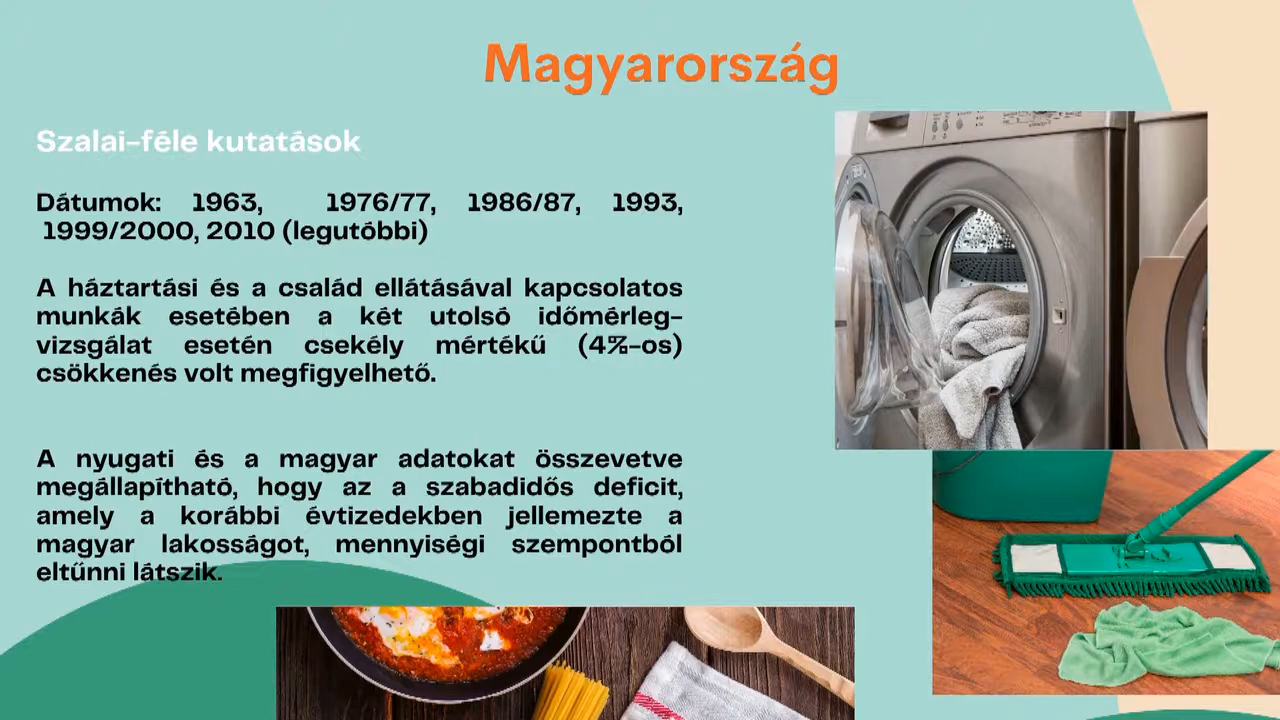 Magyarország
Szalai-féle kutatások
Dátumok: 1963, 1976/77, 1986/87, 1993,
1999/2000, 2010 (legutóbbi)
A háztartási és a család ellátásával kapcsolatos
munkák esetében a két utolsó időmérleg-
vizsgálat esetén csekély mértékű (4%-os)
csökkenés volt megfigyelhető.
A nyugati és a magyar adatokat összevetve
megállapítható, hogy az a szabadidős deficit,
amely a korábbi évtizedekben jellemezte a
magyar lakosságot, mennyiségi szempontból
eltűnni látszik.